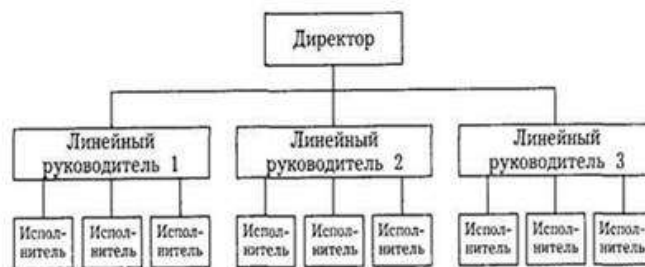 Директор
Линейный
руководитель 1
Линейный
руководитель 2
Линейный
руководитель 3
Испол-
нитель
Испол-
нитель
Испол-
нитель
Испол-
нитель
Испол-
нитель
Испол-
нитель
Испол-
нитель
Испол-
нитель
Испол-
нитель